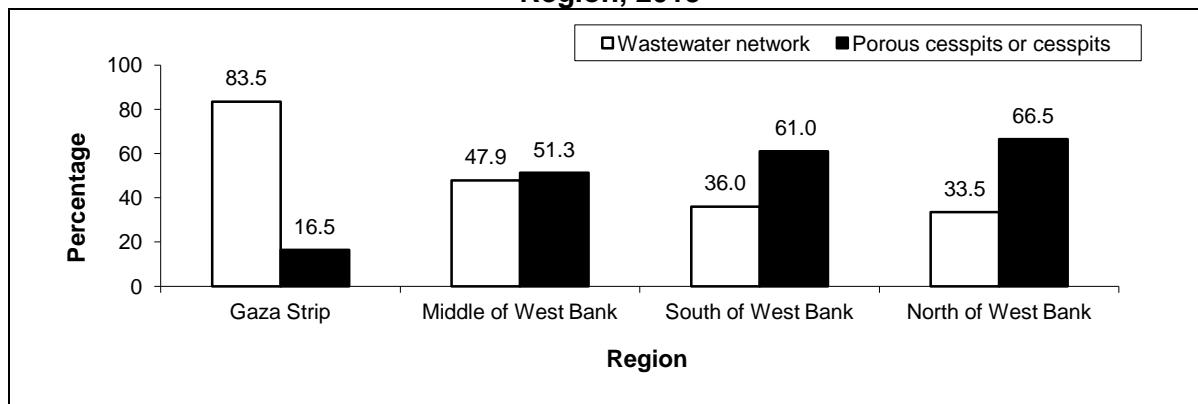 Wastewater network Porous cesspits or cesspits
Percentage
100
80
60
40
20
0
83.5
16.5
47.9
51.3
36.0
61.0
33.5
66.5
Gaza Strip
Middle of West Bank
South of West Bank
North of West Bank
Region